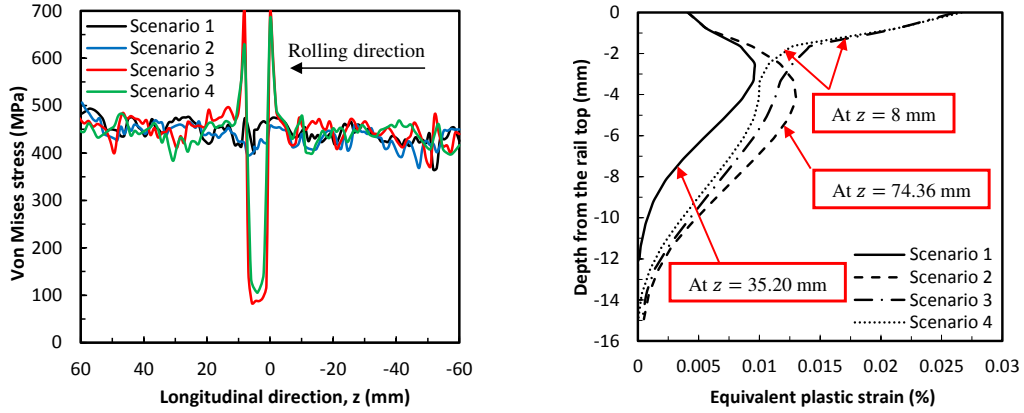 Von Mises stress (MPa)
700
600
500
400
300
200
100
0
Scenario 1
Scenario 2
Scenario 3
Scenario 4
Rolling direction
60
40
20
0
-20
-40
-60
Longitudinal direction, z (mm)
Depth from the rail top (mm)
0
-2
-4
-6
-8
-10
-12
-14
-16
At z = 8 mm
At z = 74.36 mm
At z = 35.20 mm
Scenario 1
Scenario 2
Scenario 3
Scenario 4
0
0.005
0.01
0.015
0.02
0.025
0.03
Equivalent plastic strain (%)